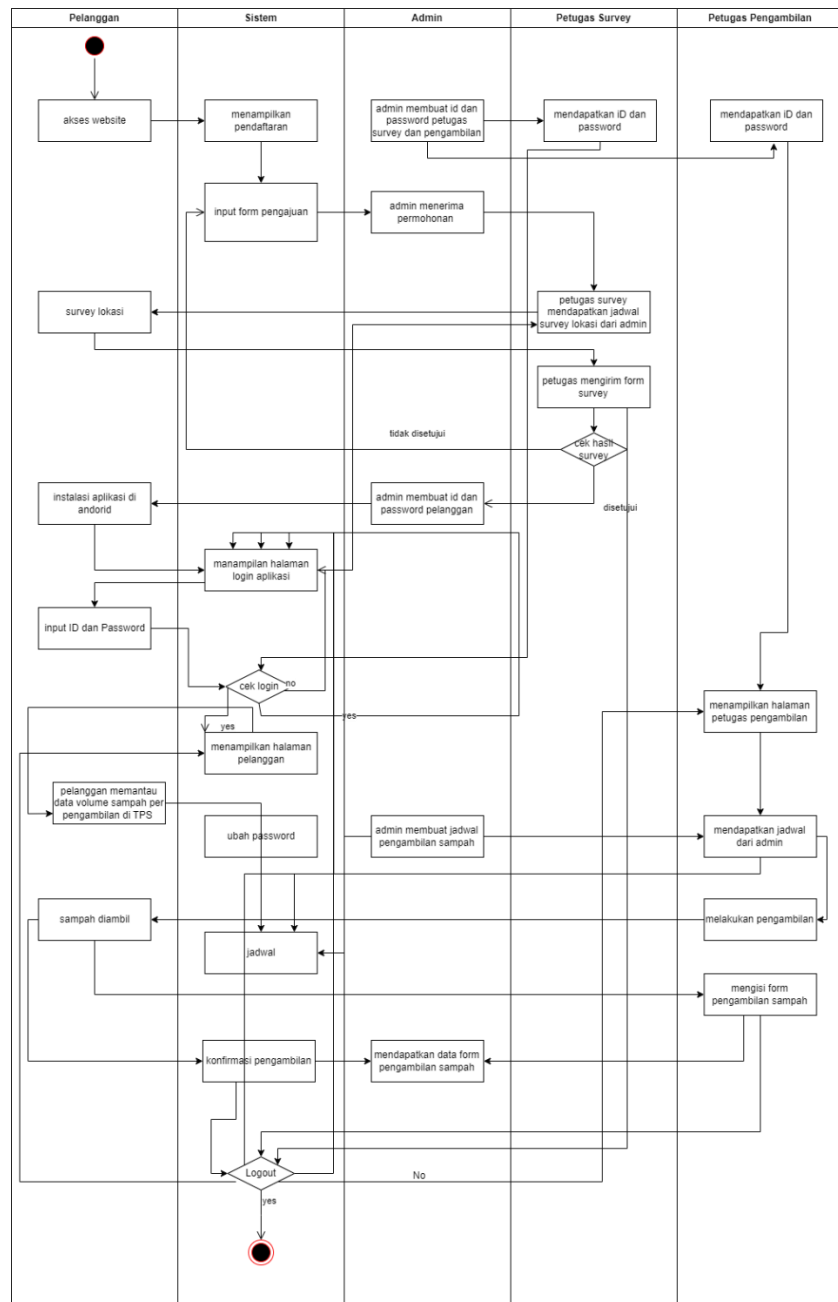 Pelanggan
Sistem
Admin
Petugas Survey
Petugas Pengambilan
akses website
menampilkan
pendaftaran
admin membuat id dan
password petugas
survey dan pengambilan
mendapatkan iD dan
password
mendapatkan iD dan
password
input form pengajuan
admin menerima
permohonan
survey lokasi
petugas survey
mendapatkan jadwal
survey lokasi dari admin
petugas mengirim form
survey
tidak disetujui
cek hasil
survey
instalasi aplikasi di
andorid
admin membuat id dan
password pelanggan
disetujui
manampilan halaman
login aplikasi
input ID dan Password
cek login
no
yes
yes
menampilkan halaman
pelanggan
menampilkan halaman
petugas pengambilan
pelanggan memantau
data volume sampah per
pengambilan di TPS
ubah password
admin membuat jadwal
pengambilan sampah
mendapatkan jadwal
dari admin
sampah diambil
jadwal
melakukan pengambilan
mengisi form
pengambilan sampah
konfirmasi pengambilan
mendapatkan data form
pengambilan sampah
Logout
No
yes